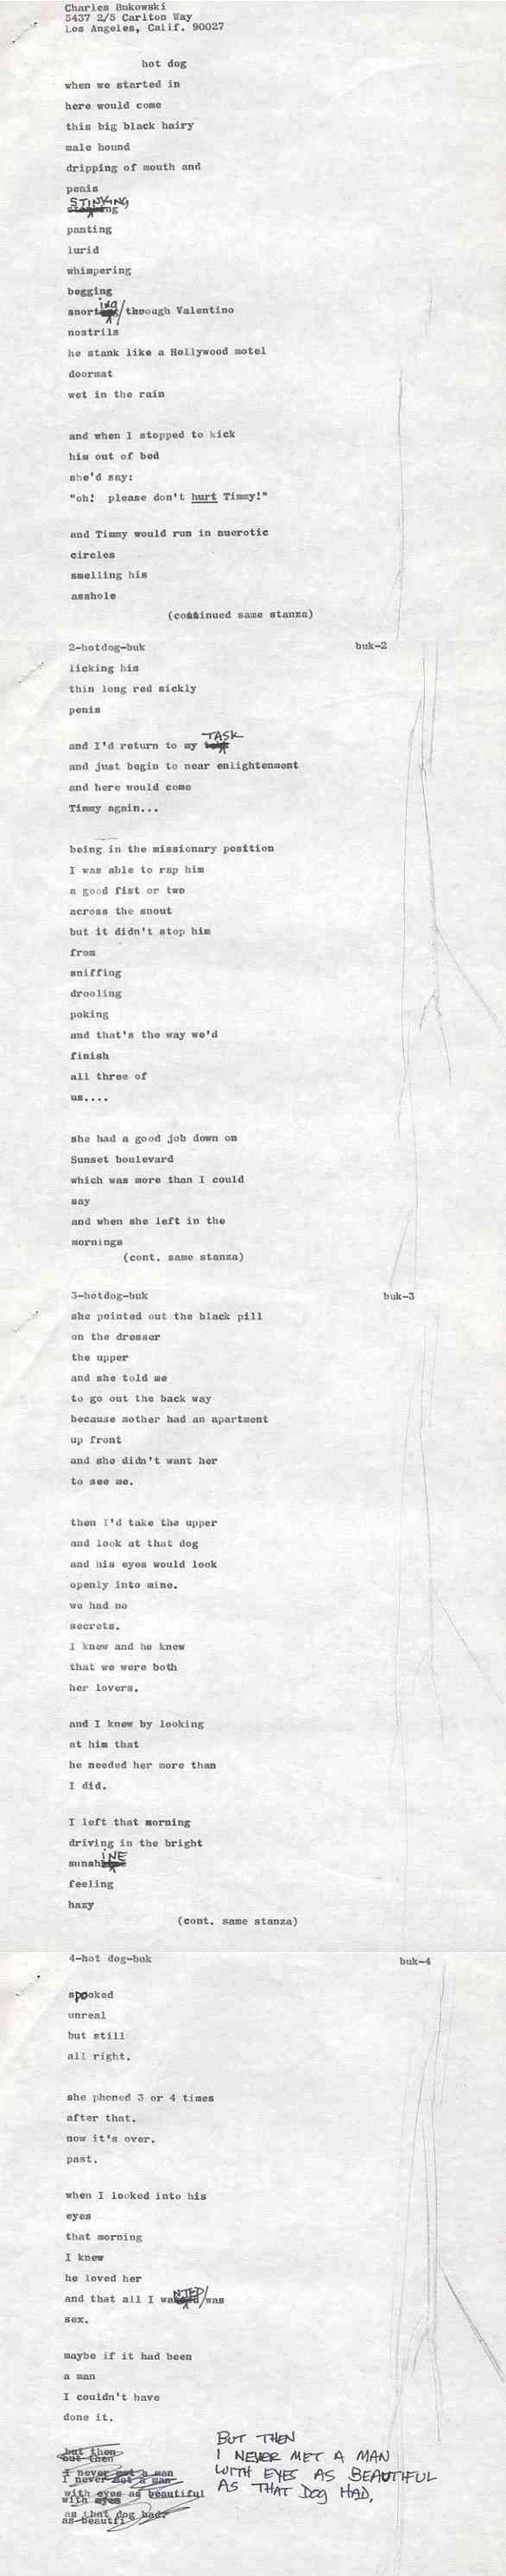 Charles Bukowski
5437 2/5 Carlton Way
Los Angeles, Calif. 90027
hot dog
when we started in
here would come
this big black hairy
male hound
dripping of mouth and
penis
STINKING
panting
lurid
whimpering
begging
snorting/through Valentino
nostrils
he stank like a Hollywood motel
doormat
wet in the rain
and when I stopped to kick
him out of bed
she'd say:
"oh! please don't hurt Timmy!"
and Timmy would run in nuerotic
circles
smelling his
asshole
(continued same stanza)
2-hotdog-buk buk-2
licking his
thin long red sickly
penis
and I'd return to my TASK
and just begin to near enlightenment
and here would come
Timmy again...
being in the missionary position
I was able to rap him
a good fist or two
across the snout
but it didn't stop him
from
sniffing
drooling
poking
and that's the way we'd
finish
all three of
us....
she had a good job down on
Sunset boulevard
which was more than I could
say
and when she left in the
mornings
(cont. same stanza)
3-hotdog-buk buk-3
she pointed out the black pill
on the dresser
the upper
and she told me
to go out the back way
because mother had an apartment
up front
and she didn't want her
to see me.
then I'd take the upper
and look at that dog
and his eyes would look
openly into mine.
we had no
secrets.
I knew and he knew
that we were both
her lovers.
and I knew by looking
at him that
he needed her more than
I did.
I left that morning
driving in the bright
sunshINE
feeling
hazy
(cont. same stanza)
4-hot dog-buk buk-4
spooked
unreal
but still
all right.
she phoned 3 or 4 times
after that.
now it's over.
past.
when I looked into his
eyes
that morning
I knew
he loved her
and that all I waNTED/was
sex.
maybe if it had been
a man
I couldn't have
done it.
but then
but then
I never met a man
I never met a man
with eyes as beautiful
with eyes
as that dog had.
as beautif
BUT THEN
I NEVER MET A MAN
WITH EYES AS BEAUTIFUL
AS THAT DOG HAD.